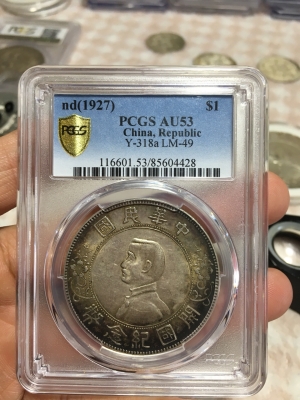 nd(1927) $1
PCGS AU53
China, Republic
Y-318a LM-49
116601.53/85604428
PCGS
國民華中
幣念紀國開